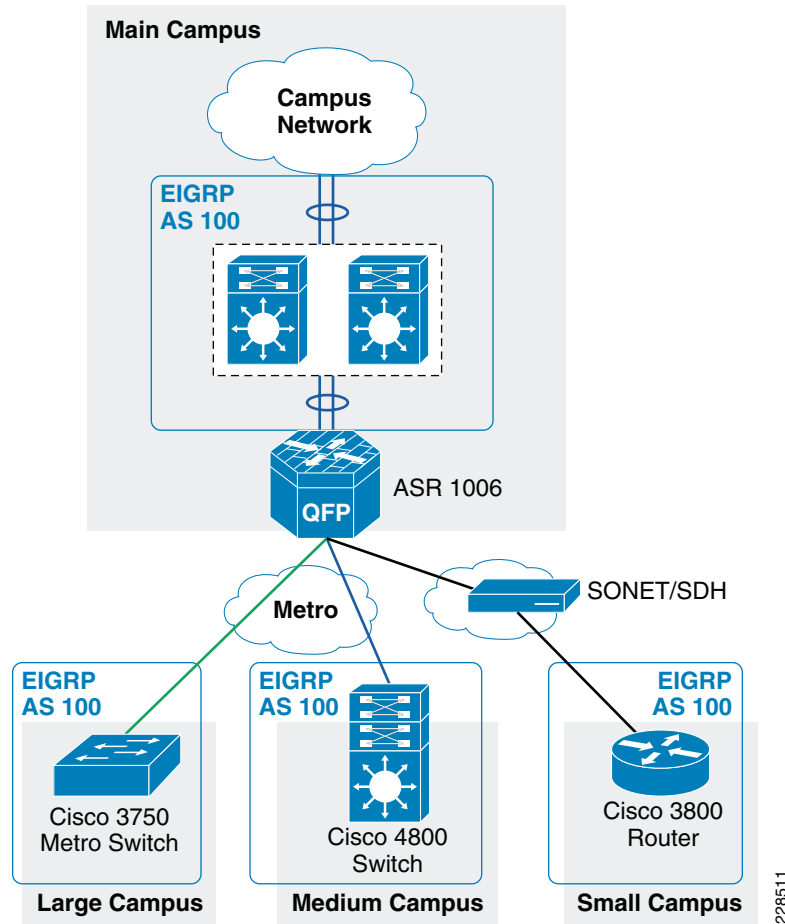 Main Campus
Campus
Network
EIGRP
AS 100
ASR 1006
QFP
Metro
SONET/SDH
EIGRP
AS 100
Cisco 3750
Metro Switch
Large Campus
EIGRP
AS 100
Cisco 4800
Switch
Medium Campus
EIGRP
AS 100
Cisco 3800
Router
Small Campus
228511